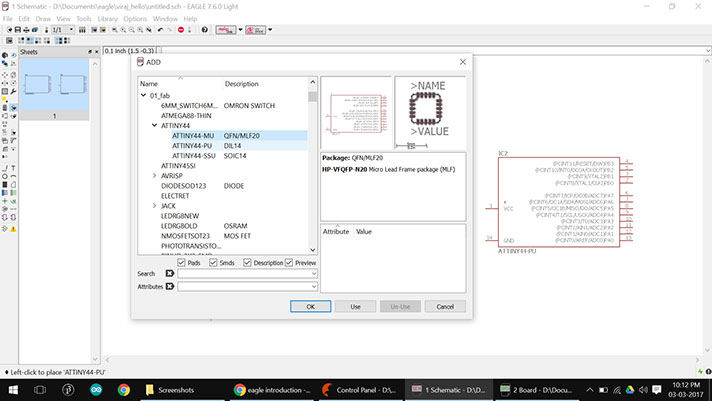 1 Schematic - D:\Documents\eagle\viraj_hello\untitled.sch - EAGLE 7.6.0 Light
File Edit Draw View Tools Library Options Window Help
1/1
Sheets
0.1 inch (1.5 -0.3)
1
ADD
Name Description
01_fab
6MM_SWITCH6M... OMRON SWITCH
ATMEGA88-THIN
ATTINY44
ATTINY44-MU QFN/MLF20
ATTINY44-PU DIL14
ATTINY44-SSU SOIC14
ATTINY45SI
AVRISP
DIODESOD123 DIODE
ELECTRET
JACK
LEDRG8NEW
LEDRGBOLD OSRAM
NMOSFETSOT23 MOS FET
PHOTOTRANSISTO...
>NAME
>VALUE
Package: QFN/MLF20
HP-VFQFP-N20 Micro Lead Frame package (MLF)
Attribute Value
Pads Smds Description Preview
Search
Attributes
OK Use Un-Use Cancel
IC2
VCC
GND
ATTINY44-PU
Left-click to place 'ATTINY44-PU'
Screenshots
eagle introduction -...
Control Panel - D:\...
1 Schematic - D:\D...
2 Board - D:\Docu...
10:12 PM
03-03-2017